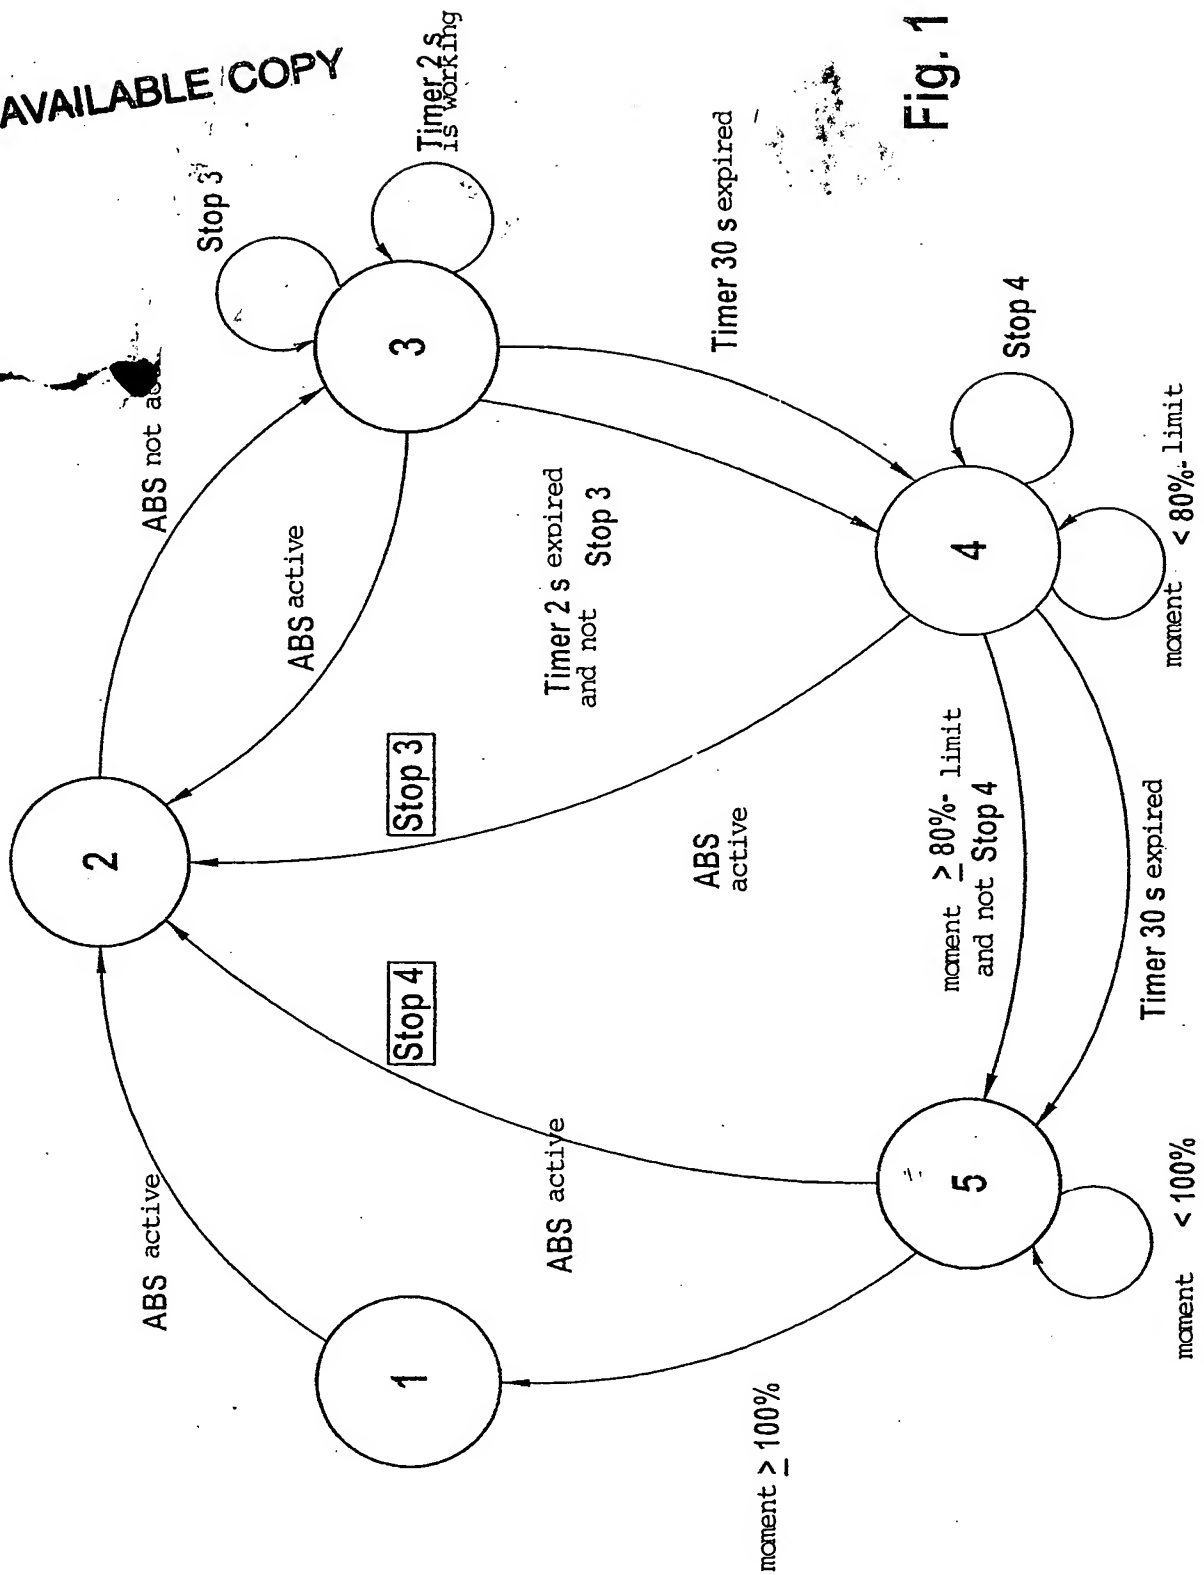 AVAILABLE COPY
ABS active
2
ABS not
Stop 3
Timer 2 s
is working
1
ABS active
Stop 4
Stop 3
ABS active
3
moment ≥ 100%
ABS
active
Timer 2 s expired
and not Stop 3
5
moment ≥ 80%- limit
and not Stop 4
4
Timer 30 s expired
moment < 100%
Timer 30 s expired
moment < 80%- limit
Stop 4
Fig. 1